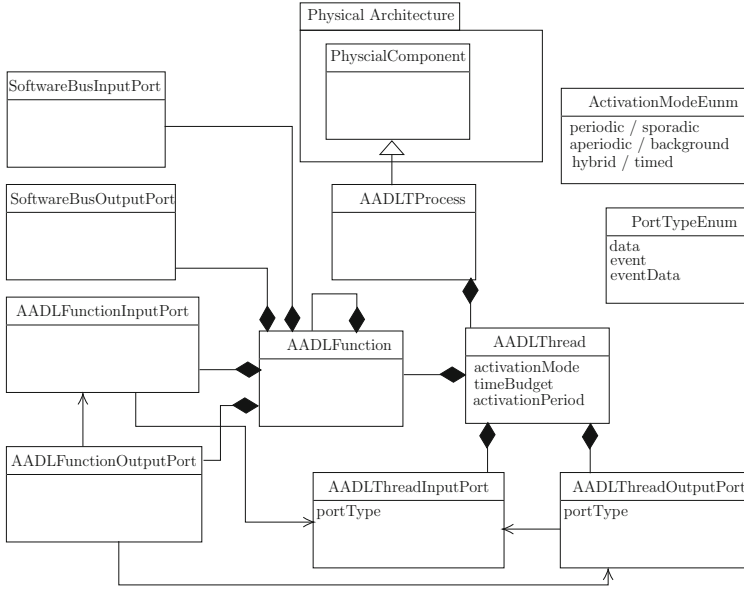 Physical Architecture
PhyscialComponent
SoftwareBusInputPort
ActivationModeEunm
periodic / sporadic
aperiodic / background
hybrid / timed
SoftwareBusOutputPort
AADLTProcess
PortTypeEnum
data
event
eventData
AADLFunctionInputPort
AADLFunction
AADLThread
activationMode
timeBudget
activationPeriod
AADLFunctionOutputPort
AADLThreadInputPort
portType
AADLThreadOutputPort
portType